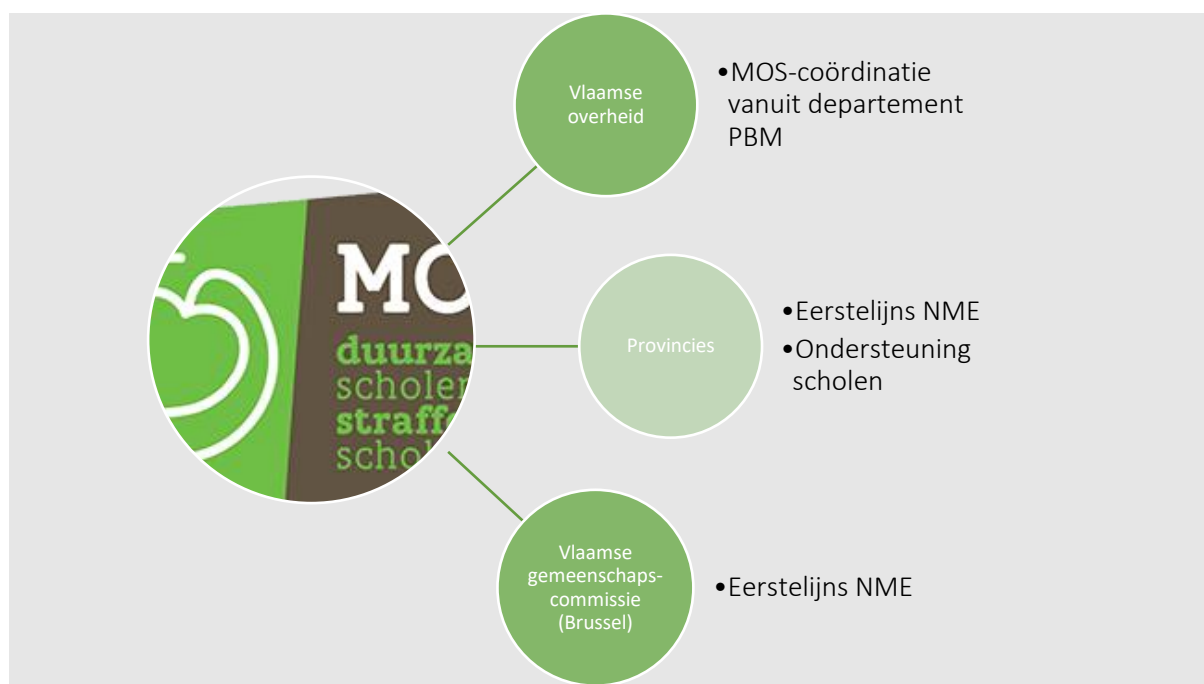 Vlaamse
overheid
•MOS-coördinatie
vanuit departement
PBM
MO
duurza
scholen
straffe
scho
Provincies
•Eerstelijns NME
•Ondersteuning
scholen
Vlaamse
gemeenschaps-
commissie
(Brussel)
•Eerstelijns NME